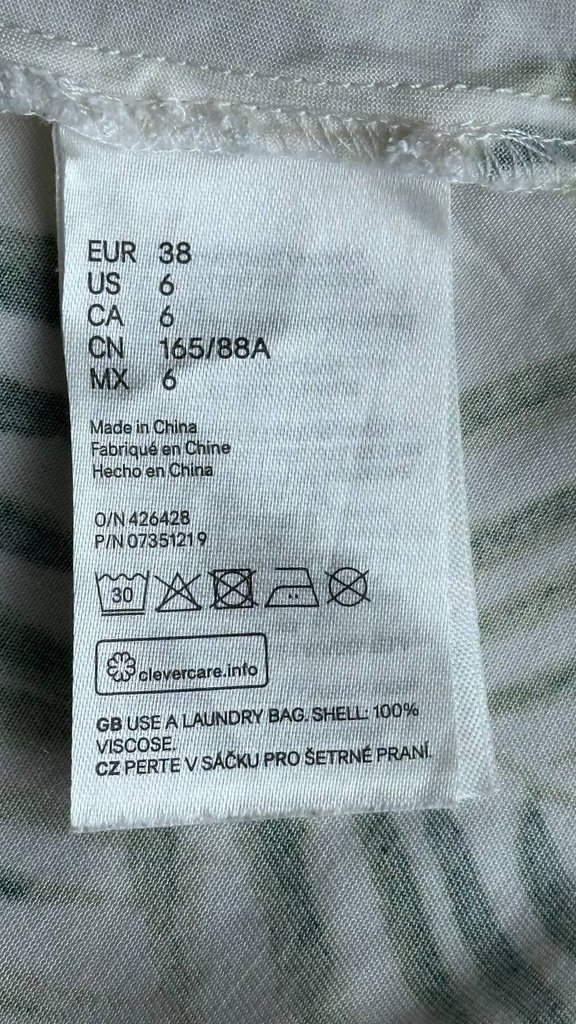 EUR 38
US 6
CA 6
CN 165/88A
MX 6
Made in China
Fabriqué en Chine
Hecho en China
O/N 426428
P/N 07351219
30
clevercare.info
GB USE A LAUNDRY BAG. SHELL: 100%
VISCOSE.
CZ PERTE V SÁČKU PRO ŠETRNÉ PRANÍ.